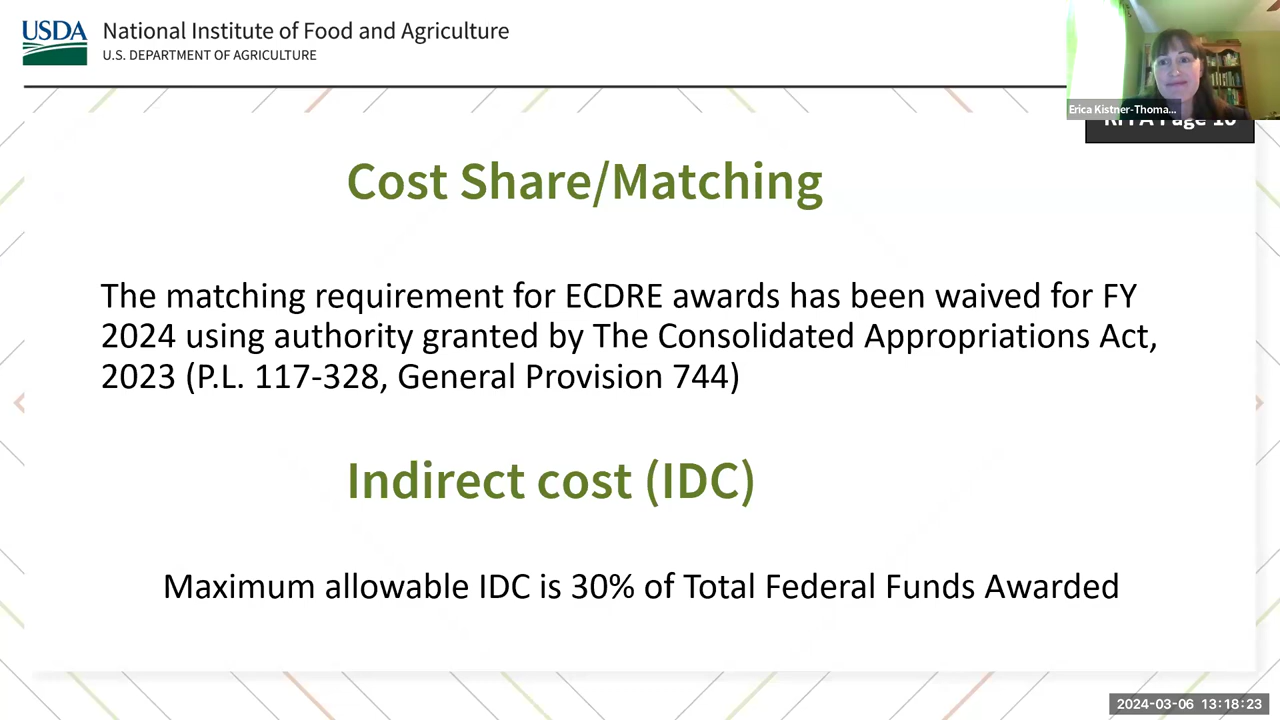 USDA
National Institute of Food and Agriculture
U.S. DEPARTMENT OF AGRICULTURE
Erica Kistner-Thoma...
Page 10
Cost Share/Matching
The matching requirement for ECDRE awards has been waived for FY
2024 using authority granted by The Consolidated Appropriations Act,
2023 (P.L. 117-328, General Provision 744)
Indirect cost (IDC)
Maximum allowable IDC is 30% of Total Federal Funds Awarded
2024-03-06 13:18:23